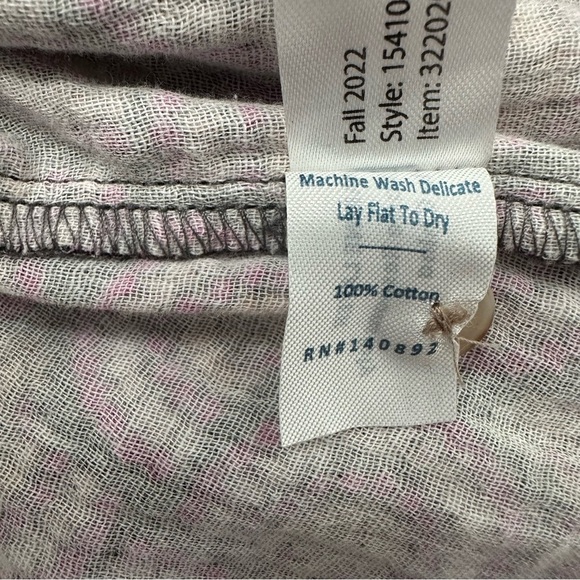 Fall 2022
Style: 15410
Item: 32202
Machine Wash Delicate
Lay Flat To Dry
100% Cotton
RN#140892